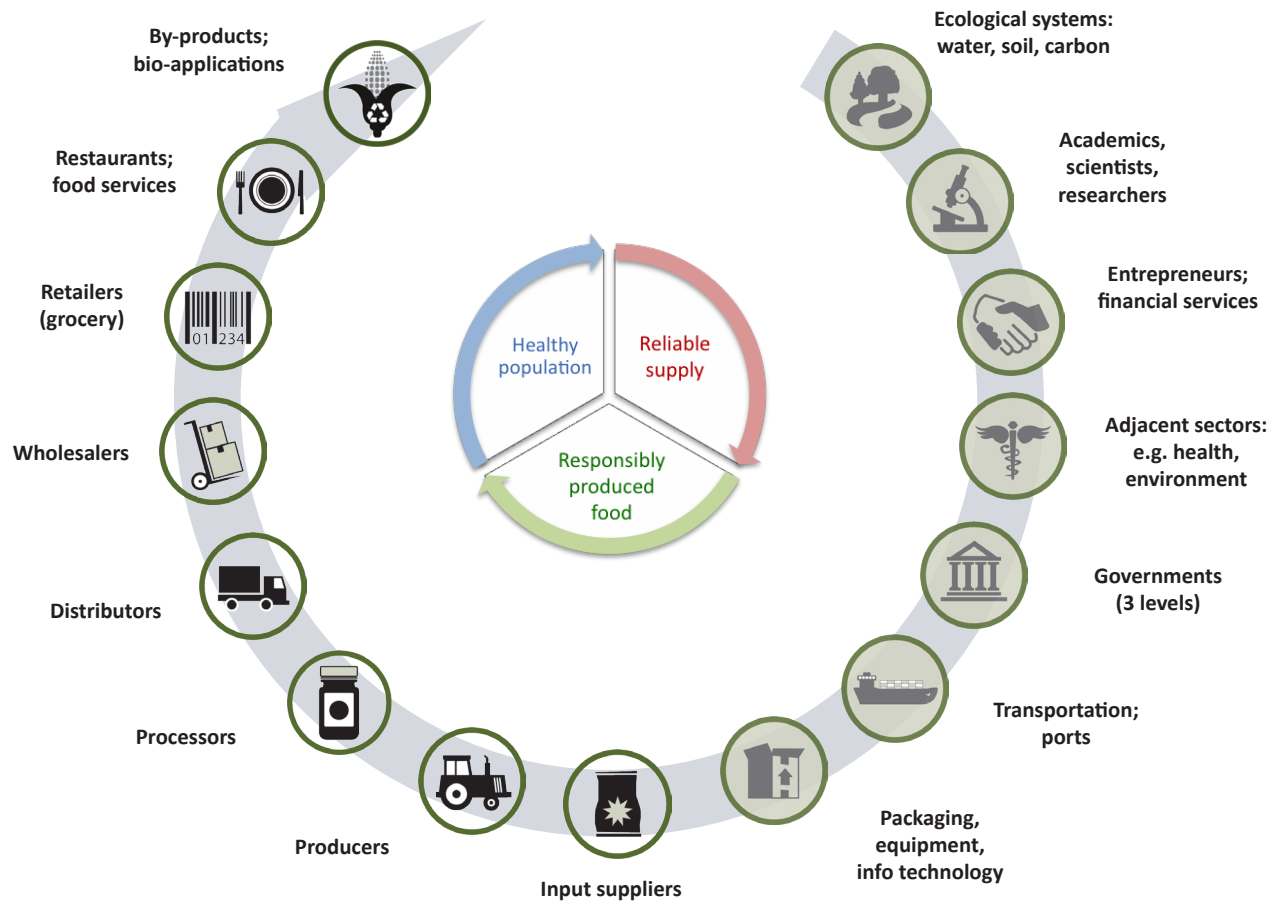 By-products;
bio-applications
Ecological systems:
water, soil, carbon
Restaurants;
food services
Academics,
scientists,
researchers
Retailers
(grocery)
01 234
Entrepreneurs;
financial services
Healthy
population
Reliable
supply
Responsibly
produced
food
Wholesalers
Adjacent sectors:
e.g. health,
environment
Distributors
Governments
(3 levels)
Processors
Transportation;
ports
Producers
Packaging,
equipment,
info technology
Input suppliers